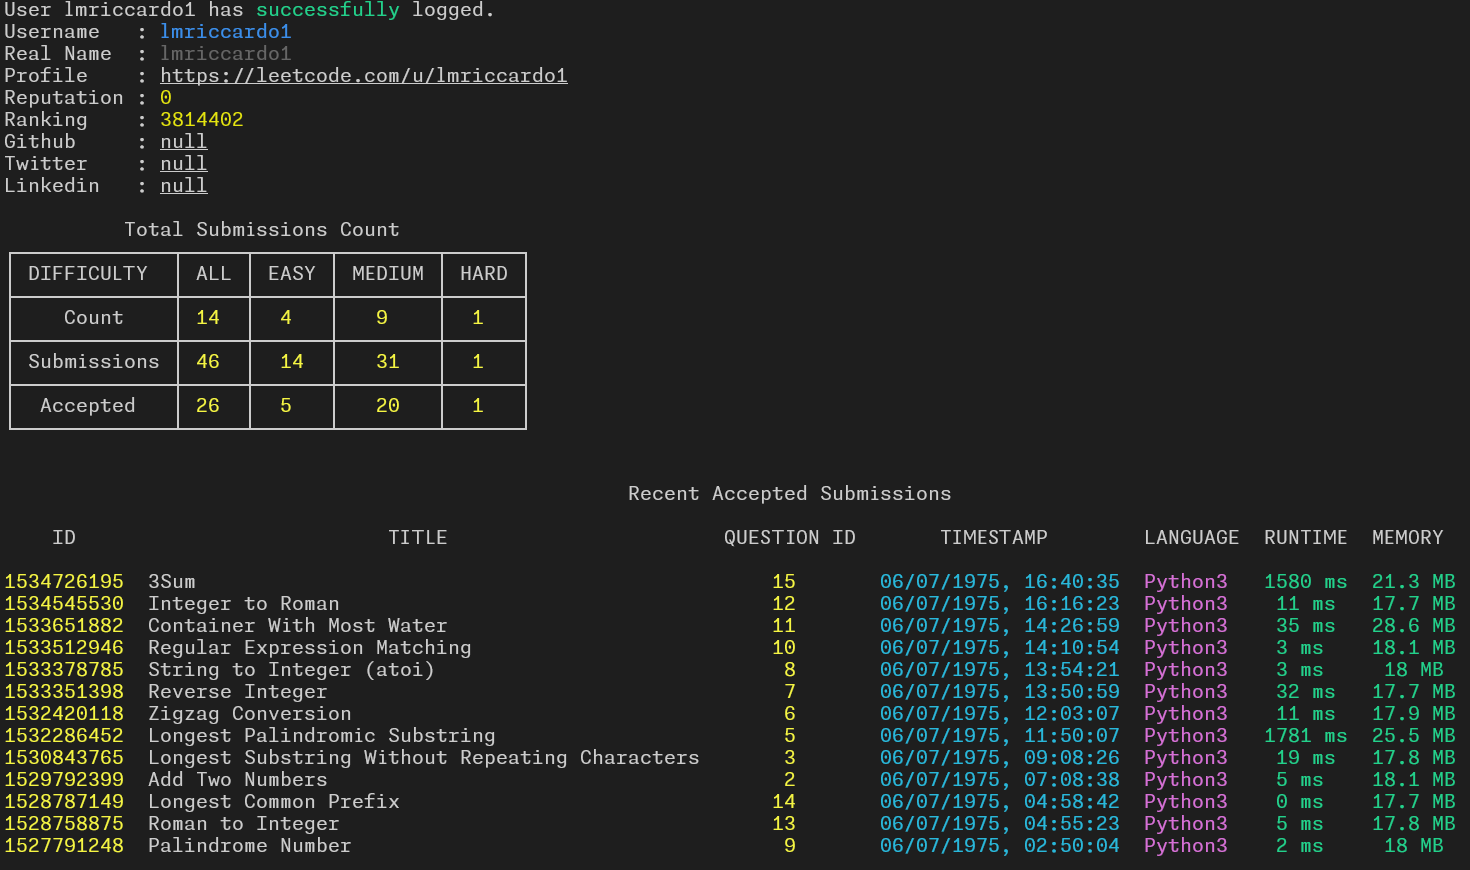 User lmriccardo1 has successfully logged.
Username   : lmriccardo1
Real Name  : lmriccardo1
Profile    : https://leetcode.com/u/lmriccardo1
Reputation : 0
Ranking    : 3814402
Github     : null
Twitter    : null
Linkedin   : null
Total Submissions Count
DIFFICULTY ALL EASY MEDIUM HARD
Count 14 4 9 1
Submissions 46 14 31 1
Accepted 26 5 20 1
Recent Accepted Submissions
ID TITLE QUESTION ID TIMESTAMP LANGUAGE RUNTIME MEMORY
1534726195 3Sum 15 06/07/1975, 16:40:35 Python3 1580 ms 21.3 MB
1534545530 Integer to Roman 12 06/07/1975, 16:16:23 Python3 11 ms 17.7 MB
1533651882 Container With Most Water 11 06/07/1975, 14:26:59 Python3 35 ms 28.6 MB
1533512946 Regular Expression Matching 10 06/07/1975, 14:10:54 Python3 3 ms 18.1 MB
1533378785 String to Integer (atoi) 8 06/07/1975, 13:54:21 Python3 3 ms 18 MB
1533351398 Reverse Integer 7 06/07/1975, 13:50:59 Python3 32 ms 17.7 MB
1532420118 Zigzag Conversion 6 06/07/1975, 12:03:07 Python3 11 ms 17.9 MB
1532286452 Longest Palindromic Substring 5 06/07/1975, 11:50:07 Python3 1781 ms 25.5 MB
1530843765 Longest Substring Without Repeating Characters 3 06/07/1975, 09:08:26 Python3 19 ms 17.8 MB
1529792399 Add Two Numbers 2 06/07/1975, 07:08:38 Python3 5 ms 18.1 MB
1528787149 Longest Common Prefix 14 06/07/1975, 04:58:42 Python3 0 ms 17.7 MB
1528758875 Roman to Integer 13 06/07/1975, 04:55:23 Python3 5 ms 17.8 MB
1527791248 Palindrome Number 9 06/07/1975, 02:50:04 Python3 2 ms 18 MB